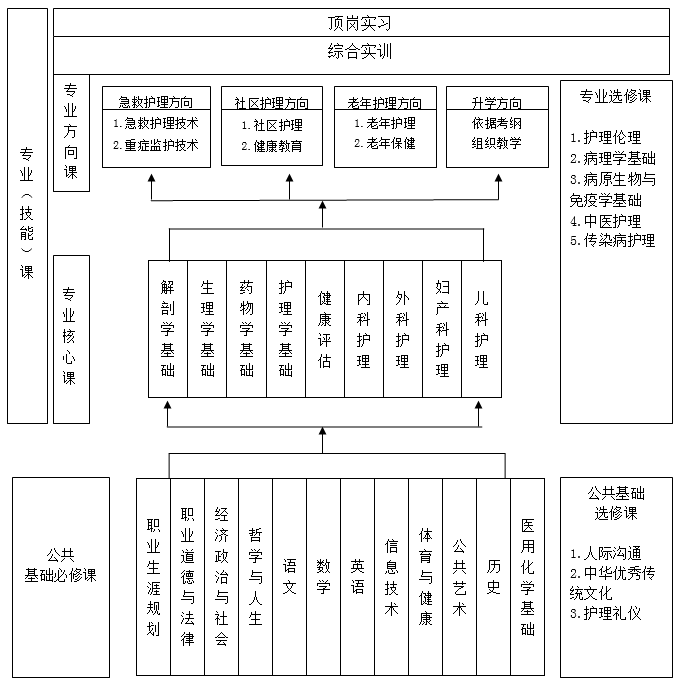 顶岗实习
综合实训
专业（技能）课
专业方向课
急救护理方向
1.急救护理技术
2.重症监护技术
社区护理方向
1.社区护理
2.健康教育
老年护理方向
1.老年护理
2.老年保健
升学方向
依据考纲
组织教学
专业选修课
1.护理伦理
2.病理学基础
3.病原生物与
免疫学基础
4.中医护理
5.传染病护理
专业核心课
解剖学基础
生理学基础
药物学基础
护理学基础
健康评估
内科护理
外科护理
妇产科护理
儿科护理
公共
基础必修课
职业生涯规划
职业道德与法律
经济政治与社会
哲学与人生
语文
数学
英语
信息技术
体育与健康
公共艺术
历史
医用化学基础
公共基础
选修课
1.人际沟通
2.中华优秀传
统文化
3.护理礼仪